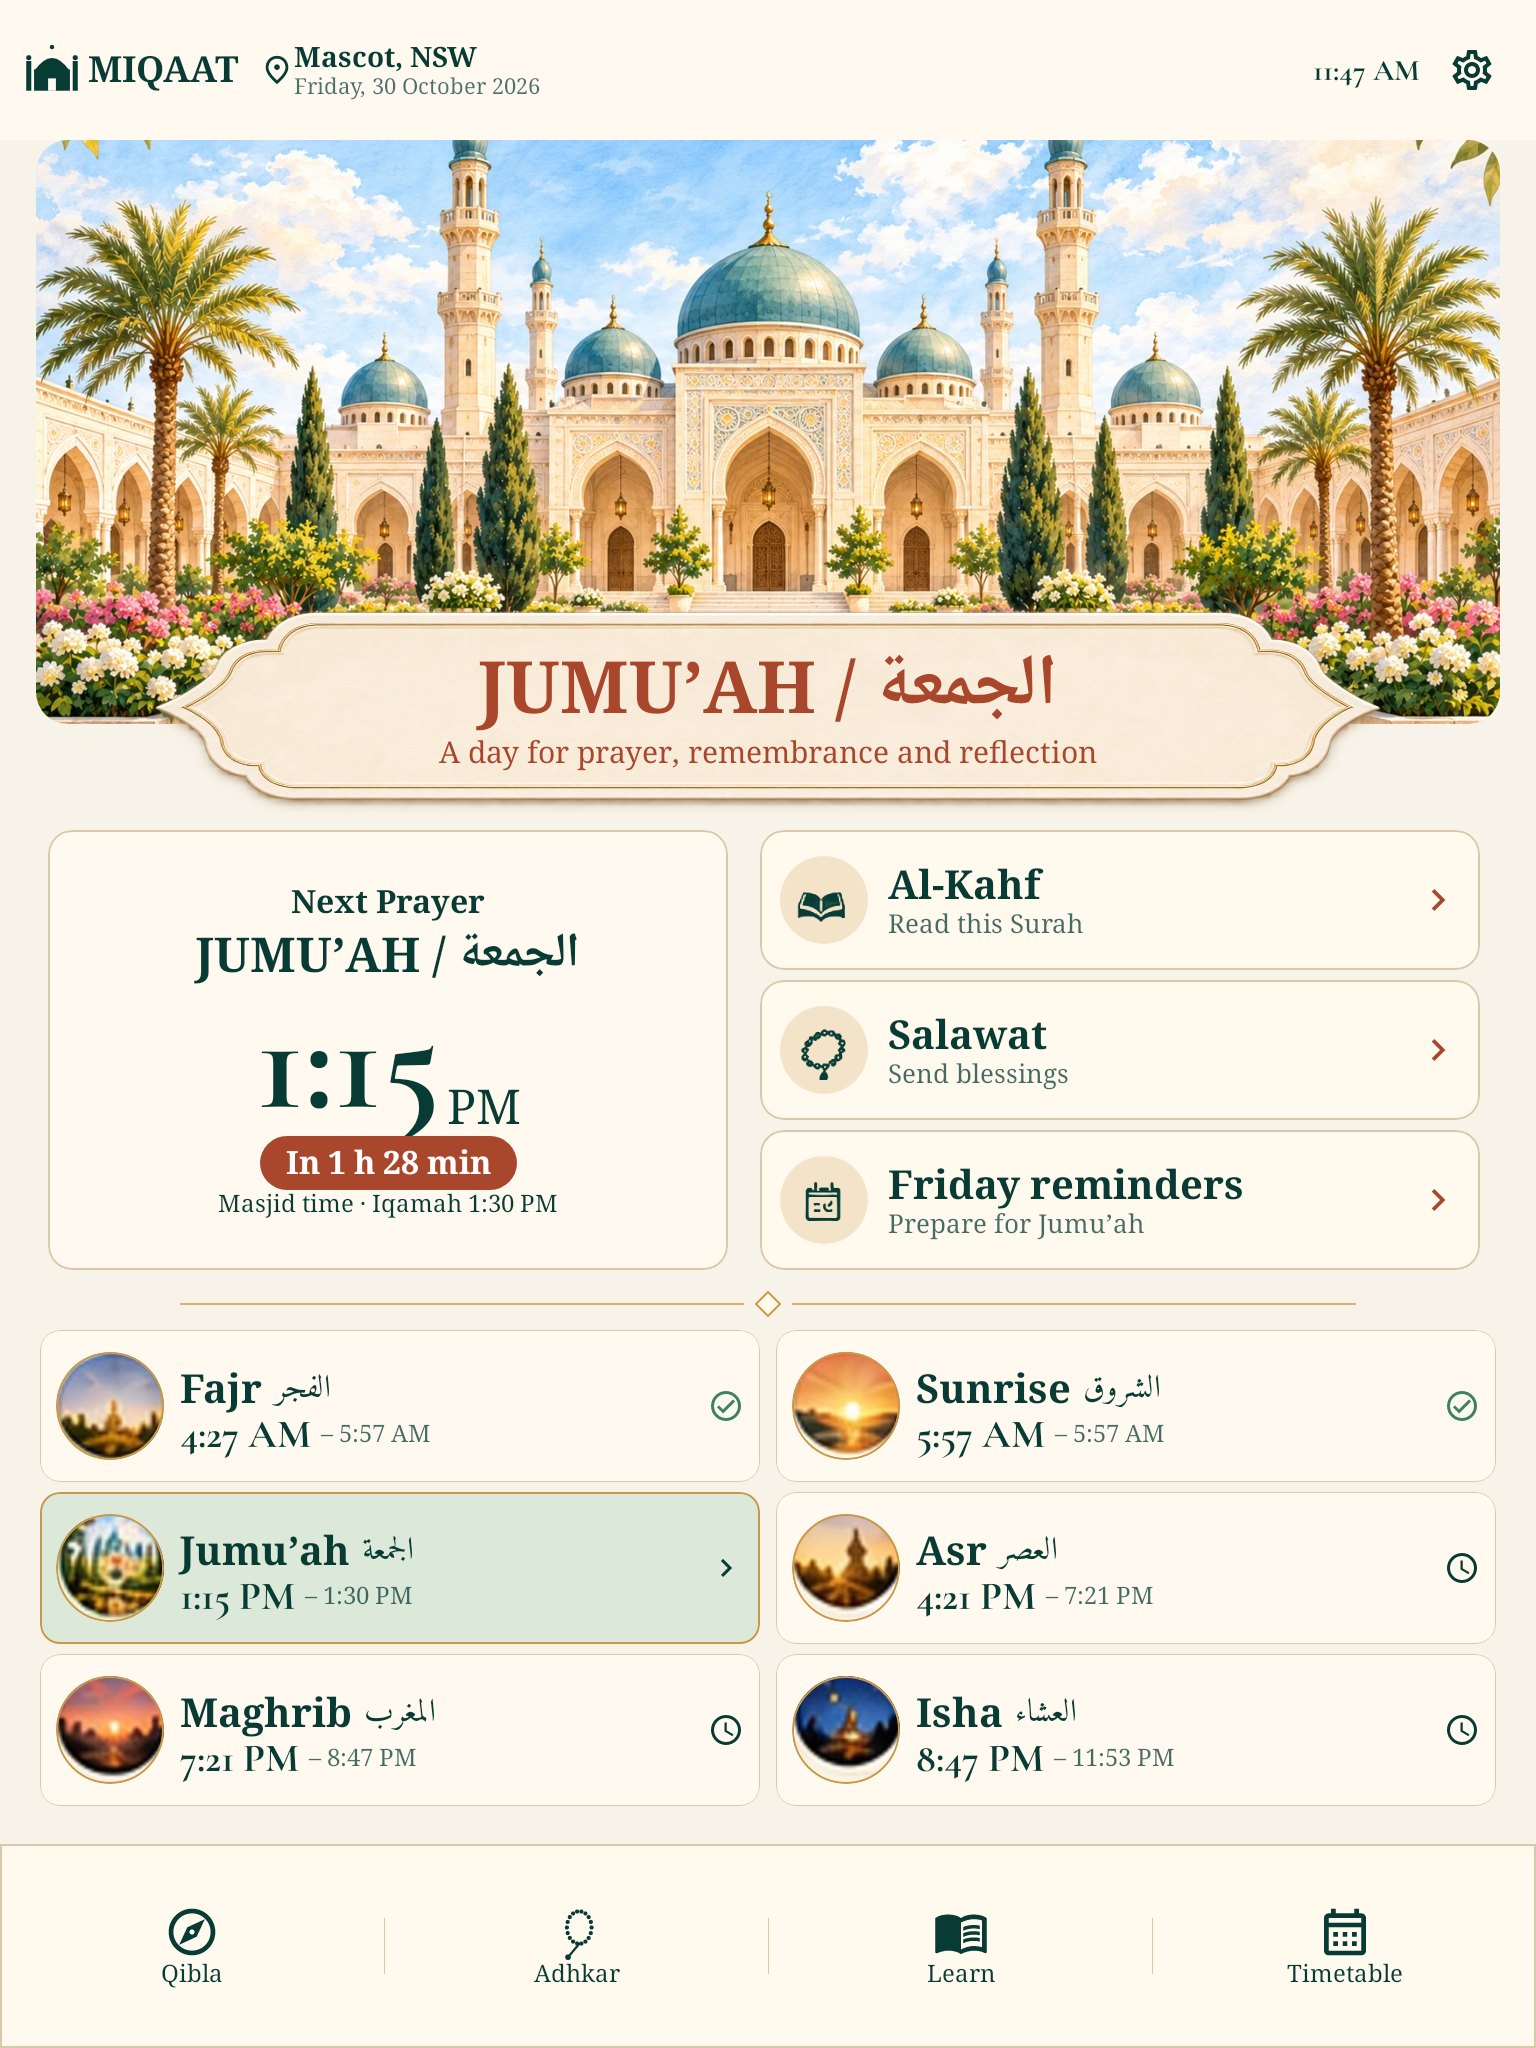 MIQAAT
Mascot, NSW
Friday, 30 October 2026
11:47 AM
JUMU’AH / الجمعة
A day for prayer, remembrance and reflection
Next Prayer
JUMU’AH / الجمعة
1:15 PM
In 1 h 28 min
Masjid time · Iqamah 1:30 PM
Al-Kahf
Read this Surah
Salawat
Send blessings
Friday reminders
Prepare for Jumu’ah
Fajr الفجر
4:27 AM – 5:57 AM
Sunrise الشروق
5:57 AM – 5:57 AM
Jumu’ah الجمعة
1:15 PM – 1:30 PM
Asr العصر
4:21 PM – 7:21 PM
Maghrib المغرب
7:21 PM – 8:47 PM
Isha العشاء
8:47 PM – 11:53 PM
Qibla
Adhkar
Learn
Timetable